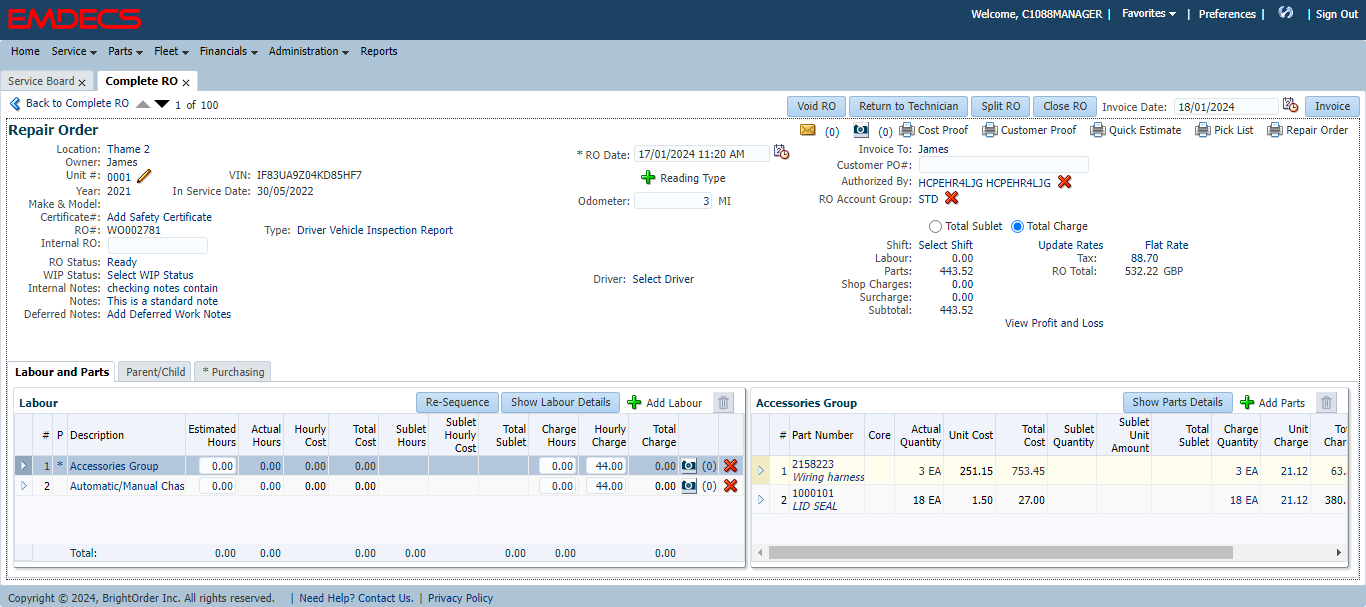 EMDECS
Welcome, C1088MANAGER | Favorites | Preferences | | Sign Out
Home Service Parts Fleet Financials Administration Reports
Service Board x Complete RO x
Back to Complete RO 1 of 100 Void RO Return to Technician Split RO Close RO Invoice Date: 18/01/2024 Invoice
Repair Order (0) (0) Cost Proof Customer Proof Quick Estimate Pick List Repair Order
Location: Thame 2 * RO Date: 17/01/2024 11:20 AM Invoice To: James
Owner: James Customer PO#:
Unit #: 0001 VIN: IF83UA9Z04KD85HF7 Reading Type Authorized By: HCPEHR4LJG HCPEHR4LJG
Year: 2021 In Service Date: 30/05/2022 Odometer: 3 MI RO Account Group: STD
Make & Model:
Certificate#: Add Safety Certificate
RO#: WO002781 Type: Driver Vehicle Inspection Report Total Sublet Total Charge
Internal RO: Shift: Select Shift Update Rates Flat Rate
Labour: 0.00 Tax: 88.70
RO Status: Ready
WIP Status: Select WIP Status Driver: Select Driver Parts: 443.52 RO Total: 532.22 GBP
Internal Notes: checking notes contain Shop Charges: 0.00
Notes: This is a standard note Surcharge: 0.00
Deferred Notes: Add Deferred Work Notes Subtotal: 443.52
View Profit and Loss
Labour and Parts Parent/Child * Purchasing
Labour Re-Sequence Show Labour Details Add Labour
# P Description Estimated Hours Actual Hours Hourly Cost Total Cost Sublet Hours Sublet Hourly Cost Total Sublet Charge Hours Hourly Charge Total Charge
1 * Accessories Group 0.00 0.00 0.00 0.00 0.00 44.00 0.00 (0)
2 Automatic/Manual Chas 0.00 0.00 0.00 0.00 0.00 44.00 0.00 (0)
Total: 0.00 0.00 0.00 0.00 0.00 0.00 0.00
Accessories Group Show Parts Details Add Parts
# Part Number Core Actual Quantity Unit Cost Total Cost Sublet Quantity Sublet Unit Amount Total Sublet Charge Quantity Unit Charge
1 2158223 3 EA 251.15 753.45 3 EA 21.12 63.
Wiring harness
2 1000101 18 EA 1.50 27.00 18 EA 21.12 380.
LID SEAL
Copyright © 2024, BrightOrder Inc. All rights reserved. | Need Help? Contact Us. | Privacy Policy